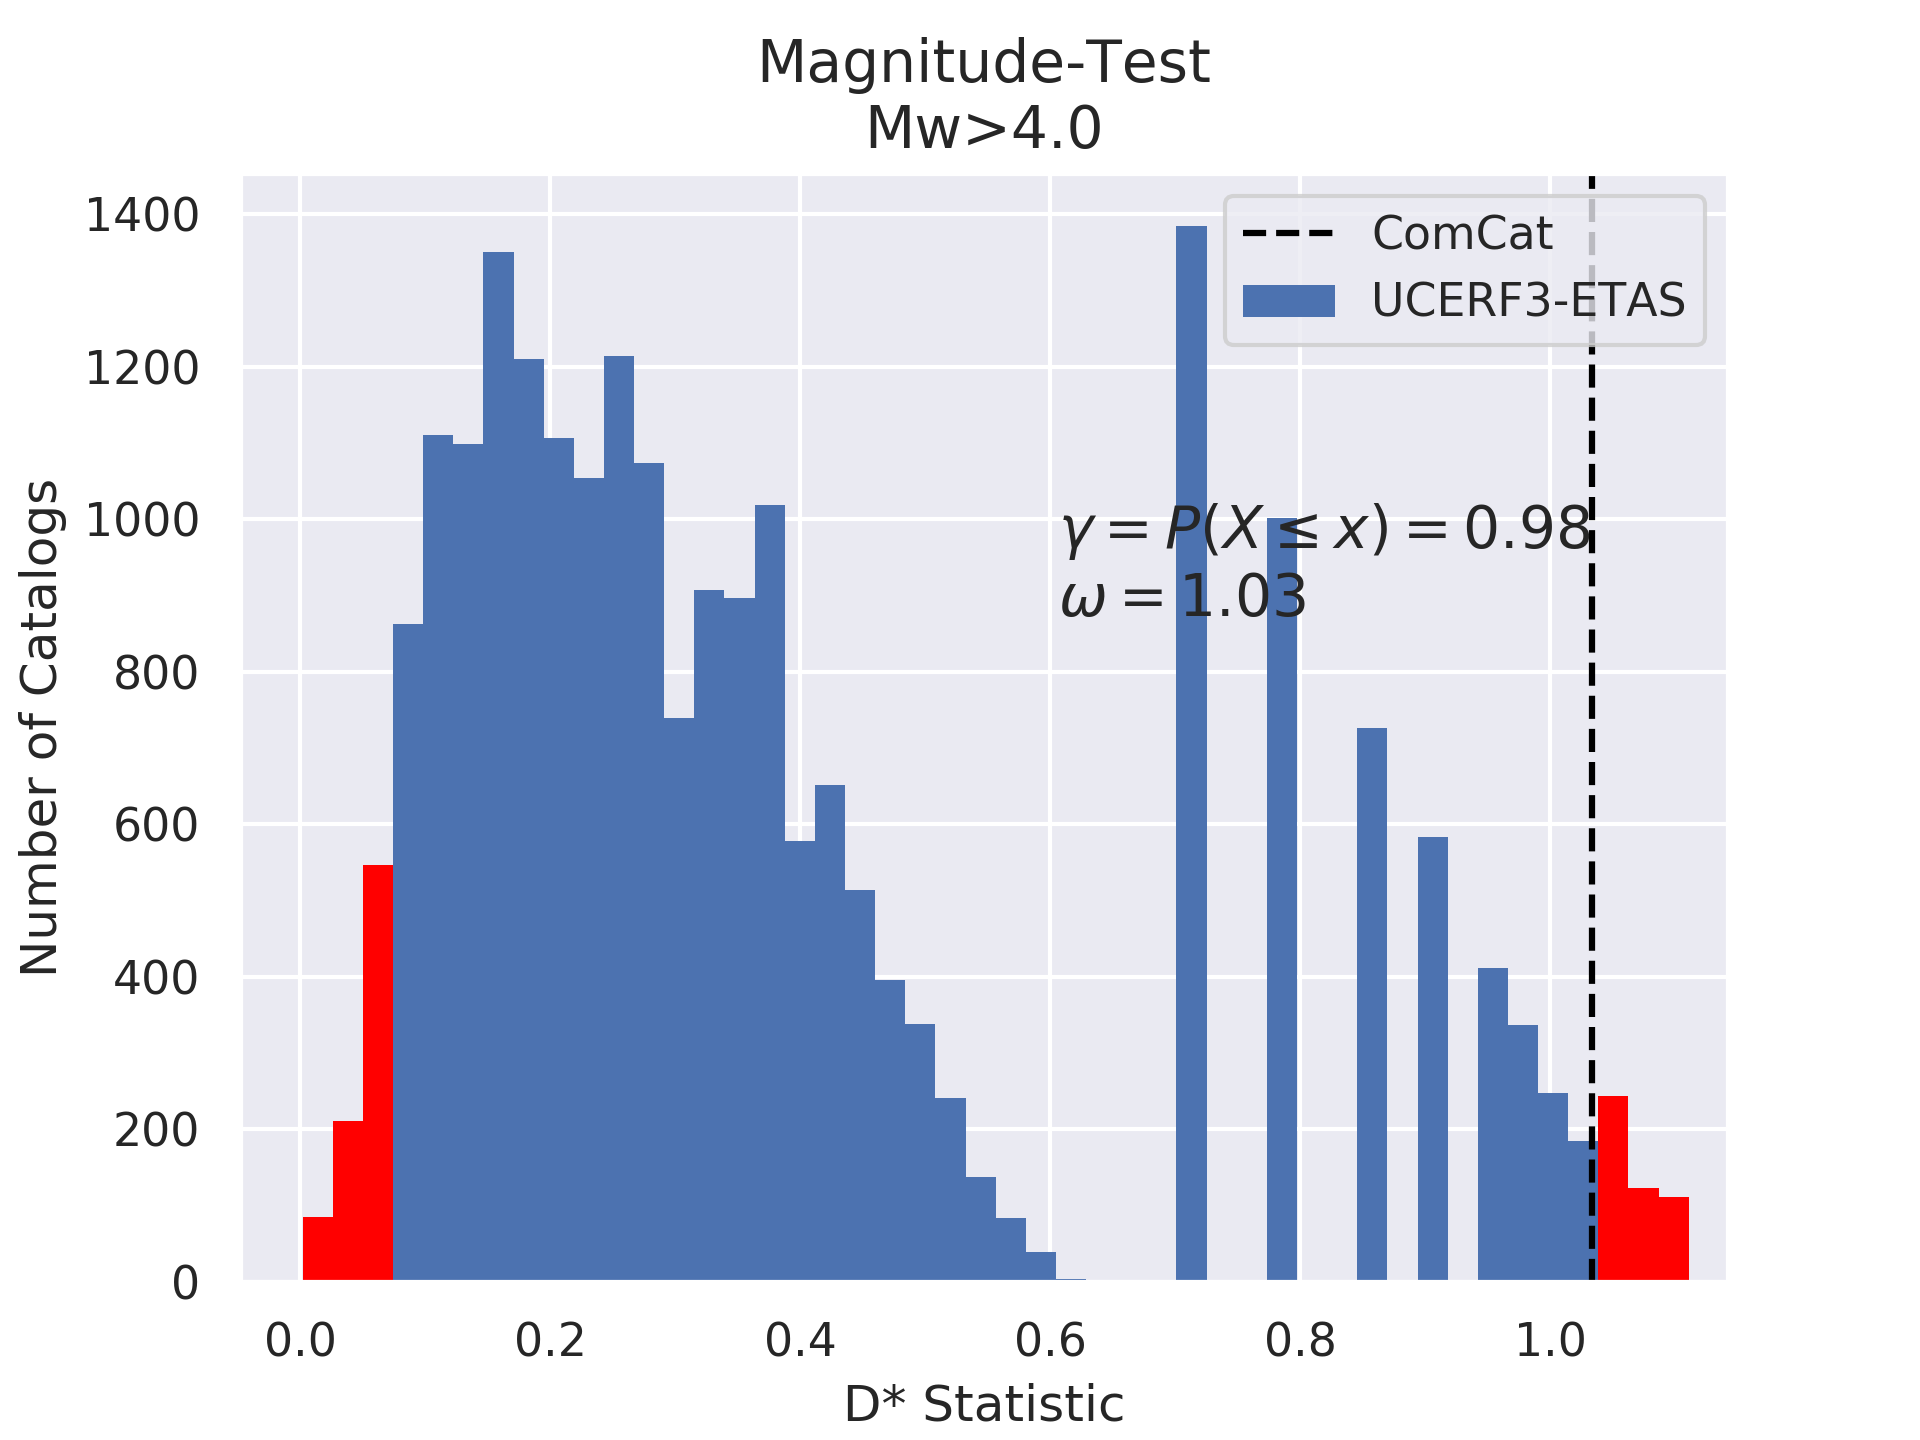 Magnitude-Test
Mw>4.0
1400
1200
1000
800
600
400
200
0
Number of Catalogs
ComCat
UCERF3-ETAS
γ = P(X ≤ x) = 0.98
ω = 1.03
0.0 0.2 0.4 0.6 0.8 1.0
D* Statistic